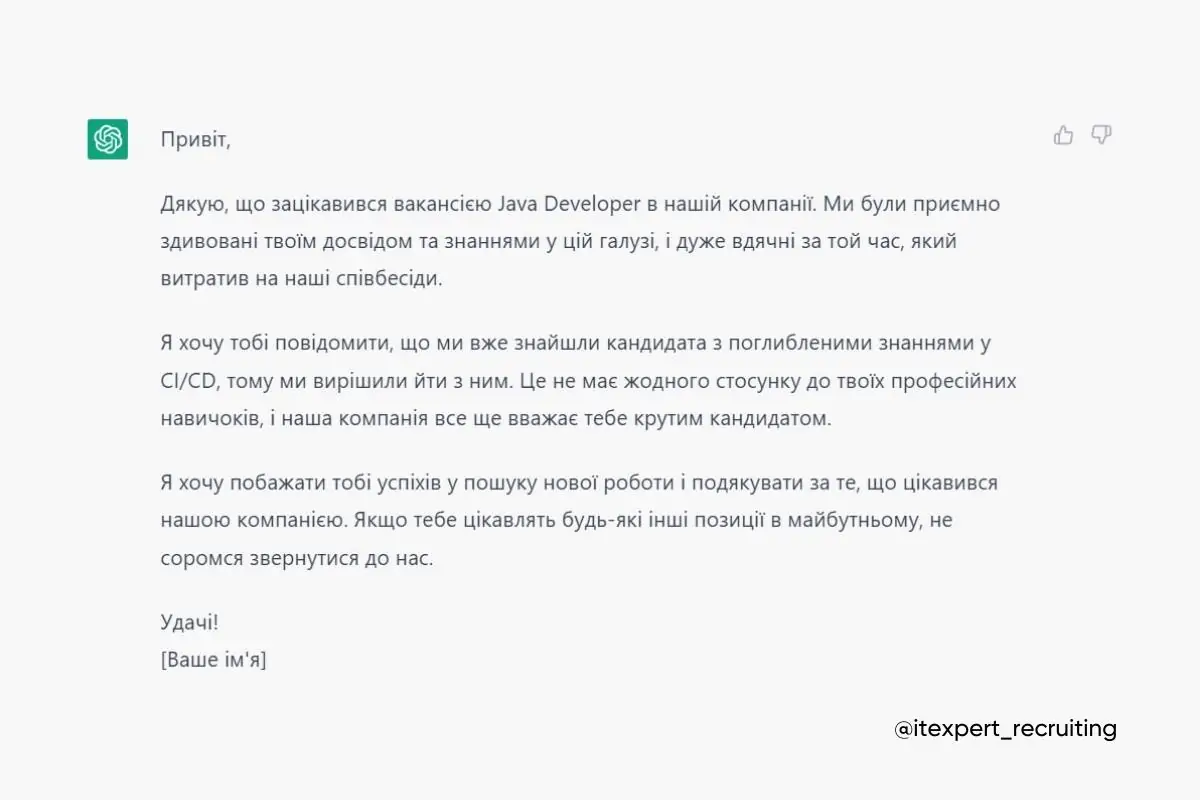 Привіт,
Дякую, що зацікавився вакансією Java Developer в нашій компанії. Ми були приємно
здивовані твоїм досвідом та знаннями у цій галузі, і дуже вдячні за той час, який
витратив на наші співбесіди.
Я хочу тобі повідомити, що ми вже знайшли кандидата з поглибленими знаннями у
CI/CD, тому ми вирішили йти з ним. Це не має жодного стосунку до твоїх професійних
навичоків, і наша компанія все ще вважає тебе крутим кандидатом.
Я хочу побажати тобі успіхів у пошуку нової роботи і подякувати за те, що цікавився
нашою компанією. Якщо тебе цікавлять будь-які інші позиції в майбутньому, не
соромся звернутися до нас.
Удачі!
[Ваше ім'я]
@itexpert_recruiting